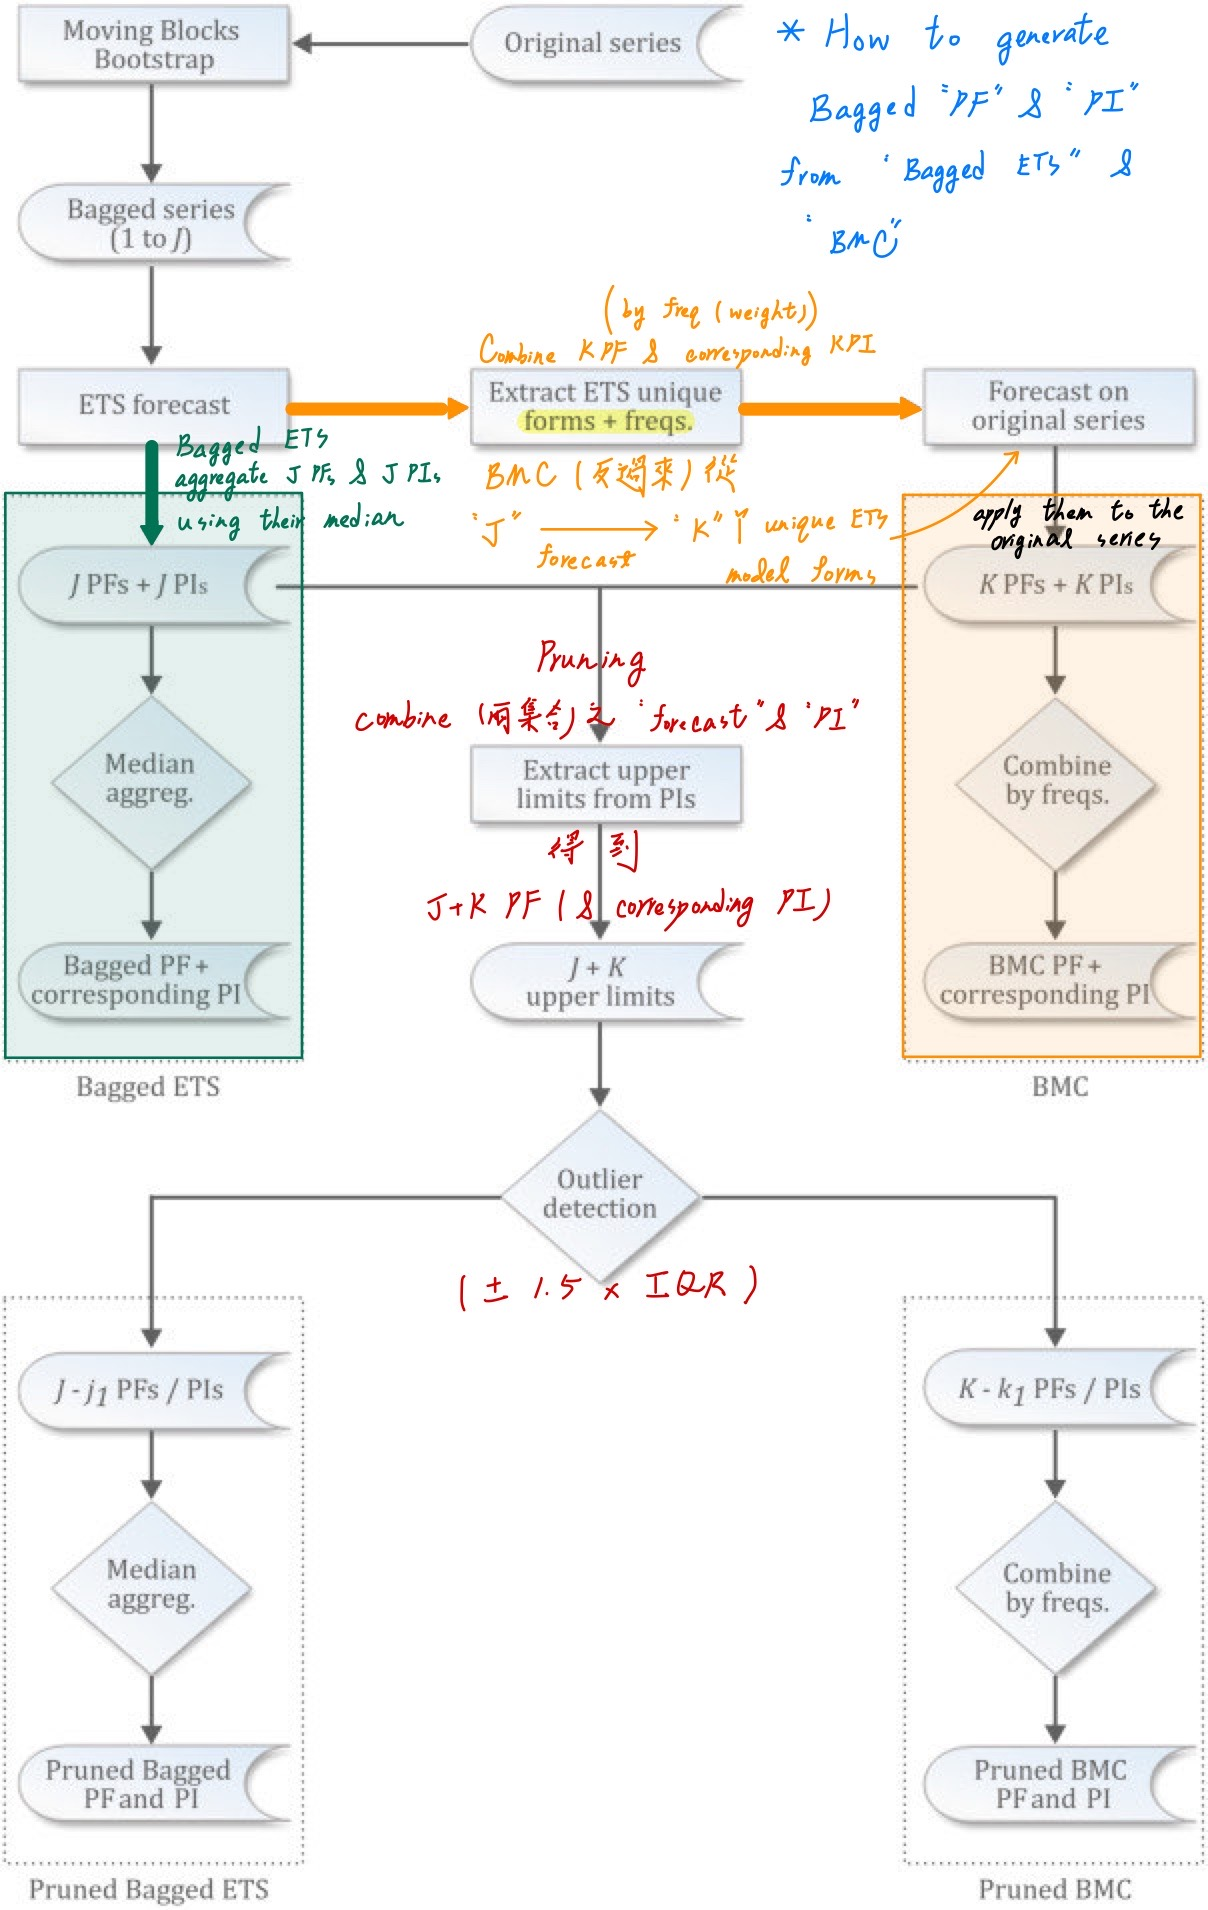 Moving Blocks
Bootstrap
Original series
* How to generate
Bagged "PF" & "PI"
from "Bagged ETS" &
"BMC"
Bagged series
(1 to J)
(by freq (weight))
Combine K PF & corresponding K PI
ETS forecast
Extract ETS unique
forms + freqs.
Forecast on
original series
Bagged ETS
aggregate J PFs & J PIs
using their median
BMC (反過來) 從
"J" → "K" 个 unique ETS
forecast
model forms
apply them to the
original series
J PFs + J PIs
K PFs + K PIs
Pruning
combine (兩集合) 之 "forecast" & "PI"
Median
aggreg.
Extract upper
limits from PIs
Combine
by freqs.
得到
J+K PF (& corresponding PI)
Bagged PF +
corresponding PI
J + K
upper limits
BMC PF +
corresponding PI
Bagged ETS
BMC
Outlier
detection
(± 1.5 × IQR)
J - j1 PFs / PIs
K - k1 PFs / PIs
Median
aggreg.
Combine
by freqs.
Pruned Bagged
PF and PI
Pruned BMC
PF and PI
Pruned Bagged ETS
Pruned BMC